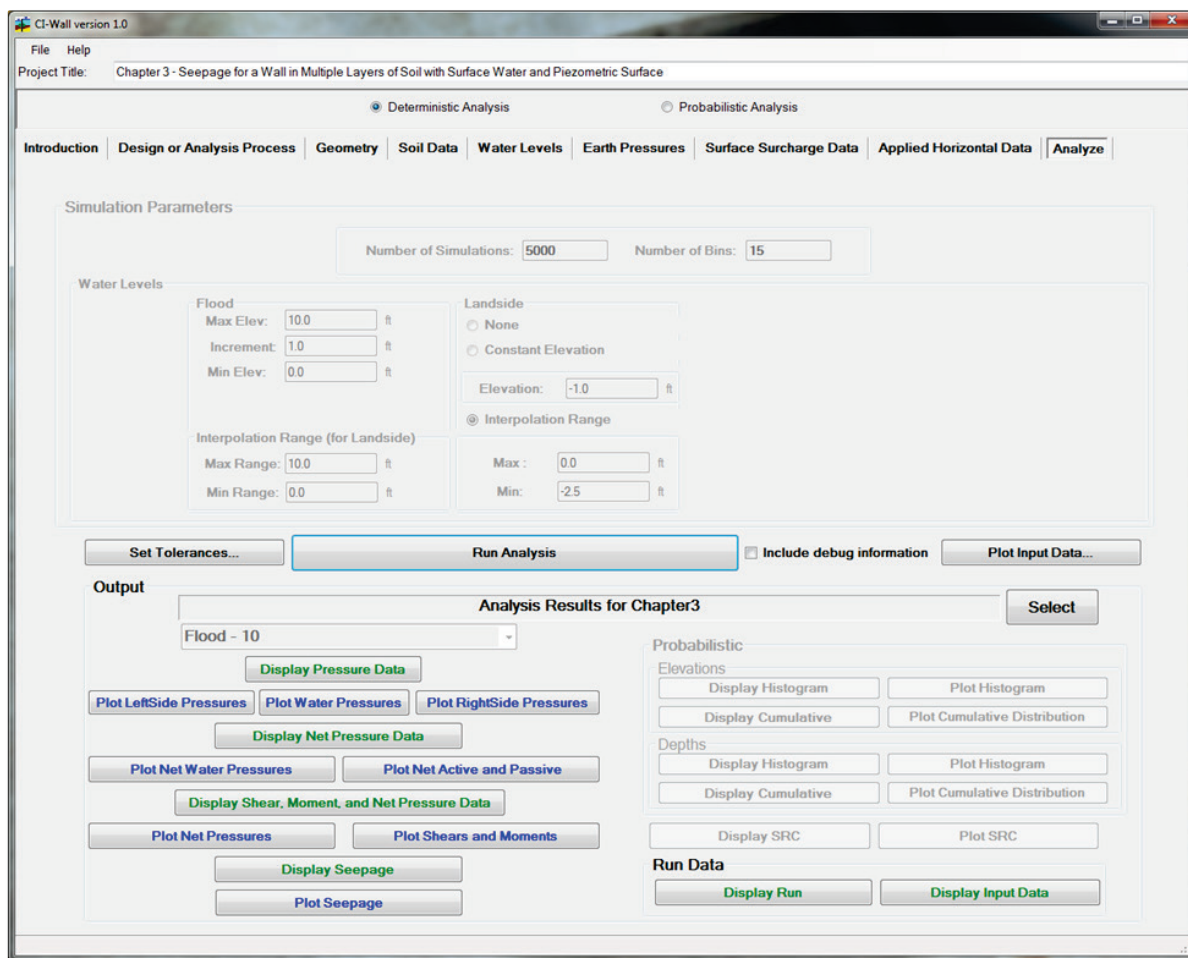 CI-Wall version 1.0
File Help
Project Title: Chapter 3 - Seepage for a Wall in Multiple Layers of Soil with Surface Water and Piezometric Surface
Deterministic Analysis Probabilistic Analysis
Introduction Design or Analysis Process Geometry Soil Data Water Levels Earth Pressures Surface Surcharge Data Applied Horizontal Data Analyze
Simulation Parameters
Number of Simulations: 5000 Number of Bins: 15
Water Levels
Flood Landside
Max Elev: 10.0 ft None
Increment: 1.0 ft Constant Elevation
Min Elev: 0.0 ft
Elevation: -1.0 ft
Interpolation Range
Interpolation Range (for Landside)
Max Range: 10.0 ft Max : 0.0 ft
Min Range: 0.0 ft Min: -2.5 ft
Set Tolerances... Run Analysis Include debug information Plot Input Data...
Output
Analysis Results for Chapter3 Select
Flood - 10
Display Pressure Data
Plot LeftSide Pressures Plot Water Pressures Plot RightSide Pressures
Display Net Pressure Data
Plot Net Water Pressures Plot Net Active and Passive
Display Shear, Moment, and Net Pressure Data
Plot Net Pressures Plot Shears and Moments
Display Seepage
Plot Seepage
Probabilistic
Elevations
Display Histogram Plot Histogram
Display Cumulative Plot Cumulative Distribution
Depths
Display Histogram Plot Histogram
Display Cumulative Plot Cumulative Distribution
Display SRC Plot SRC
Run Data
Display Run Display Input Data